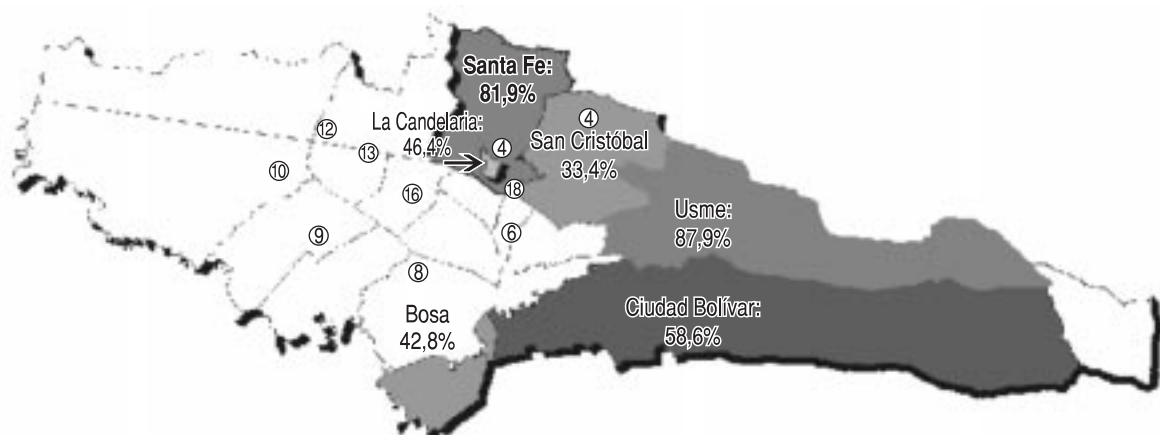 Santa Fe:
81,9%
La Candelaria:
46,4%
④
④
San Cristóbal
33,4%
⑫
⑬
⑩
⑯
⑱
⑨
⑥
⑧
Usme:
87,9%
Bosa
42,8%
Ciudad Bolívar:
58,6%